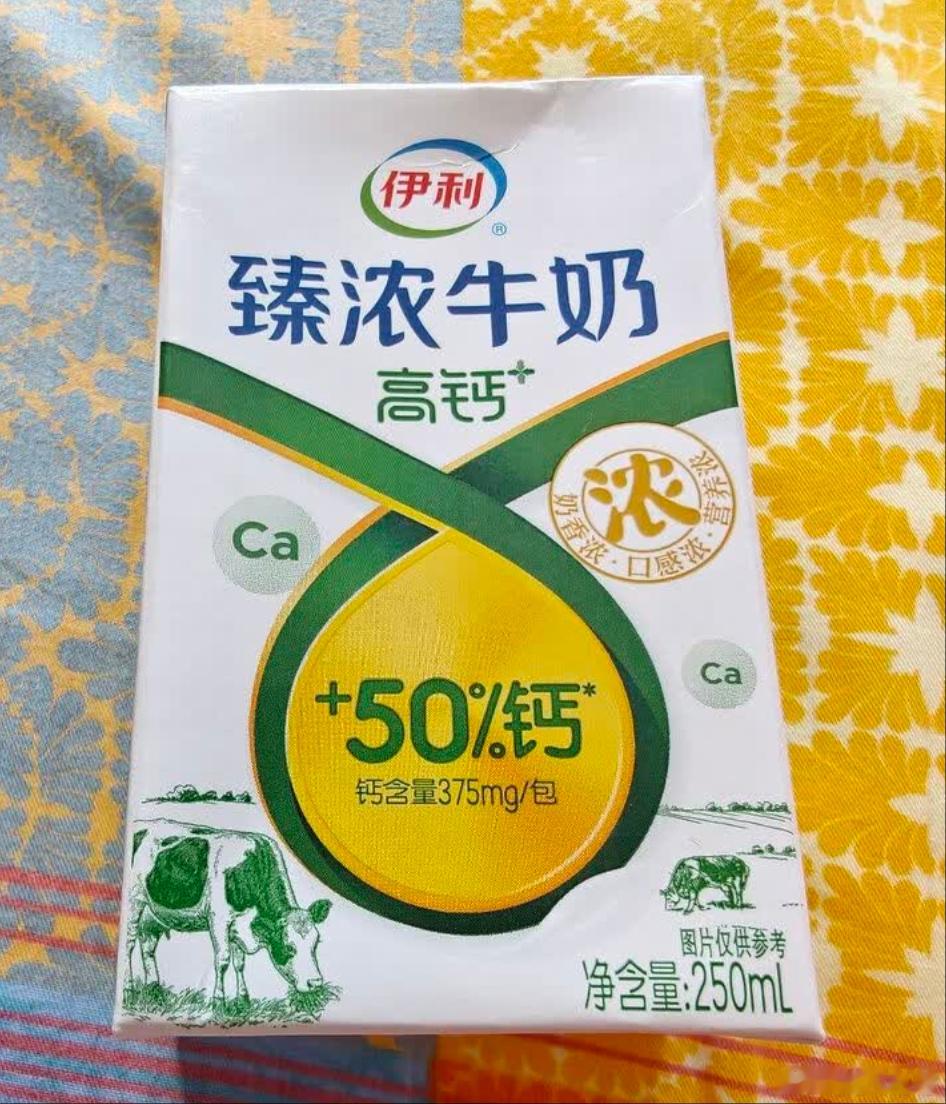 伊利
®
臻浓牛奶
高钙+
浓
奶香浓·口感浓·营养浓
Ca
Ca
+50%钙*
钙含量375mg/包
图片仅供参考
净含量:250mL